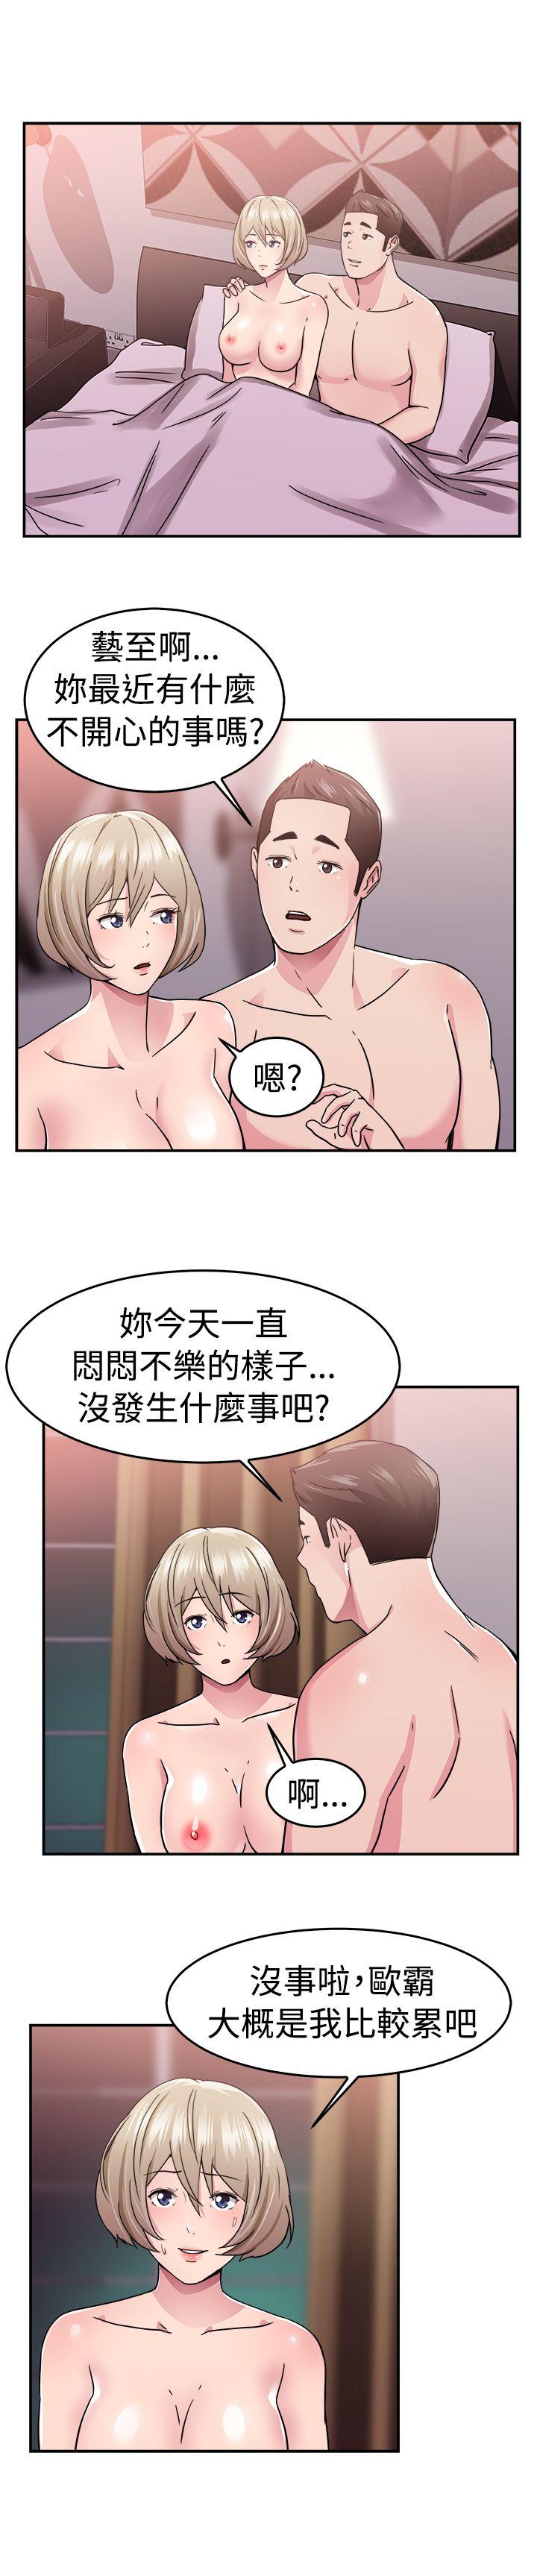 藝至啊...
妳最近有什麼
不開心的事嗎?
嗯?
妳今天一直
悶悶不樂的樣子...
沒發生什麼事吧?
啊...
沒事啦,歐霸
大概是我比較累吧